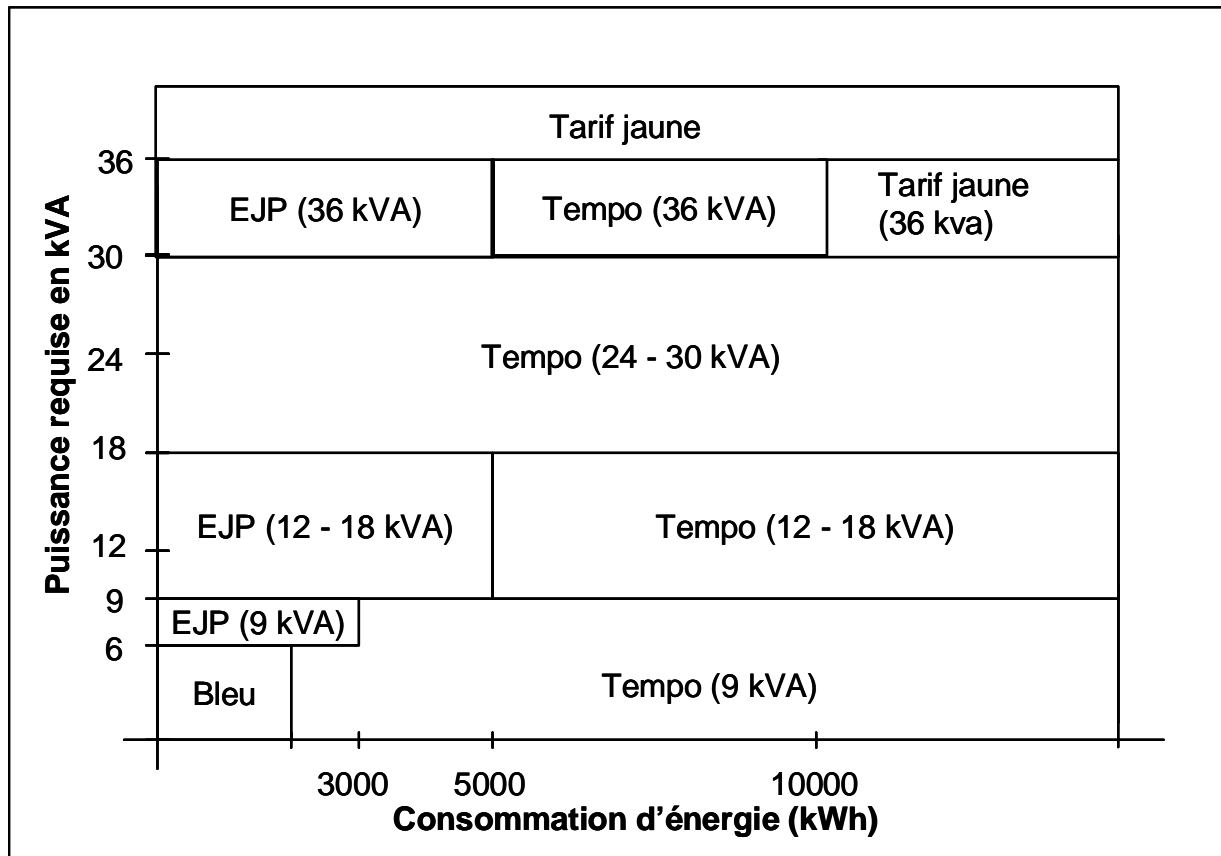 Tarif jaune
36
EJP (36 kVA)
Tempo (36 kVA)
Tarif jaune
(36 kva)
30
Tempo (24 - 30 kVA)
24
18
EJP (12 - 18 kVA)
Tempo (12 - 18 kVA)
12
9
EJP (9 kVA)
6
Bleu
Tempo (9 kVA)
3000
5000
10000
Puissance requise en kVA
Consommation d’énergie (kWh)